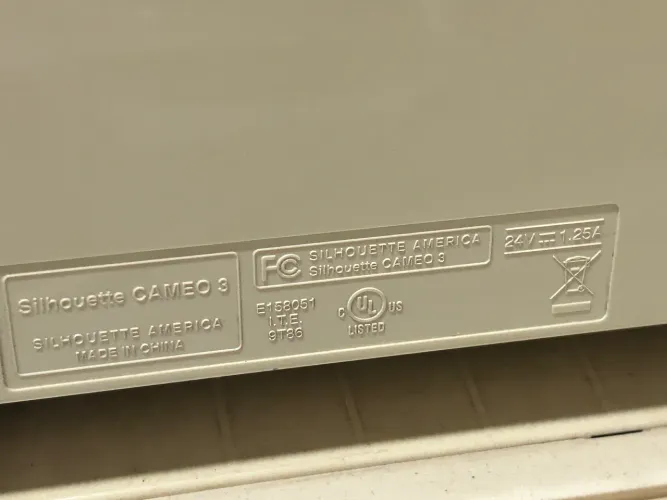 Silhouette CAMEO 3
SILHOUETTE AMERICA
MADE IN CHINA
FC
SILHOUETTE AMERICA
Silhouette CAMEO 3
E158051
I.T.E.
9T86
C UL US
LISTED
24V 1.25A